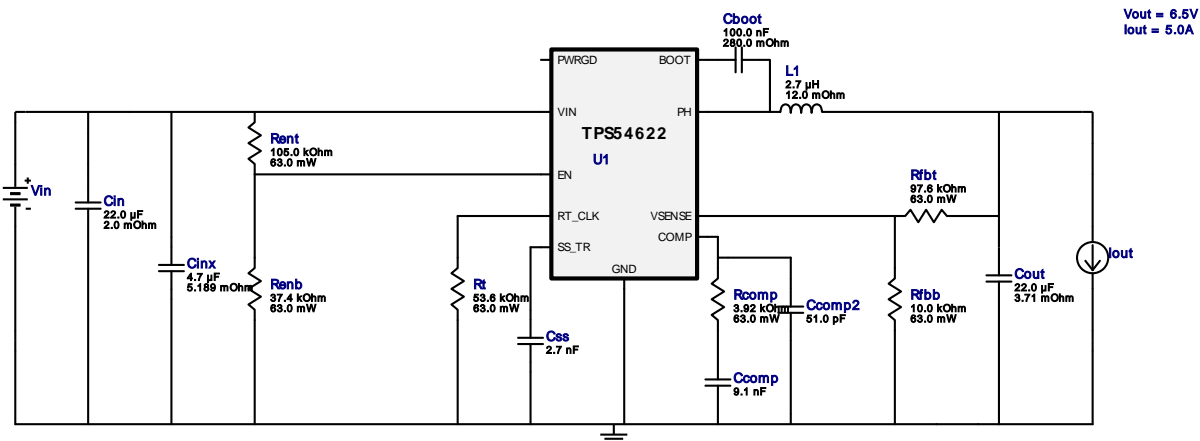 Vout = 6.5V
Iout = 5.0A
Cboot
100.0 nF
280.0 mOhm
PWRGD
BOOT
L1
2.7 µH
12.0 mOhm
VIN
PH
TPS54622
U1
Rent
105.0 kOhm
63.0 mW
EN
Vin
+
-
Cin
22.0 µF
2.0 mOhm
Rfbt
97.6 kOhm
63.0 mW
RT_CLK
VSENSE
COMP
SS_TR
GND
Iout
Cinx
4.7 µF
5.189 mOhm
Renb
37.4 kOhm
63.0 mW
Rt
53.6 kOhm
63.0 mW
Rcomp
3.92 kOhm
63.0 mW
Ccomp2
51.0 pF
Rfbb
10.0 kOhm
63.0 mW
Cout
22.0 µF
3.71 mOhm
Css
2.7 nF
Ccomp
9.1 nF